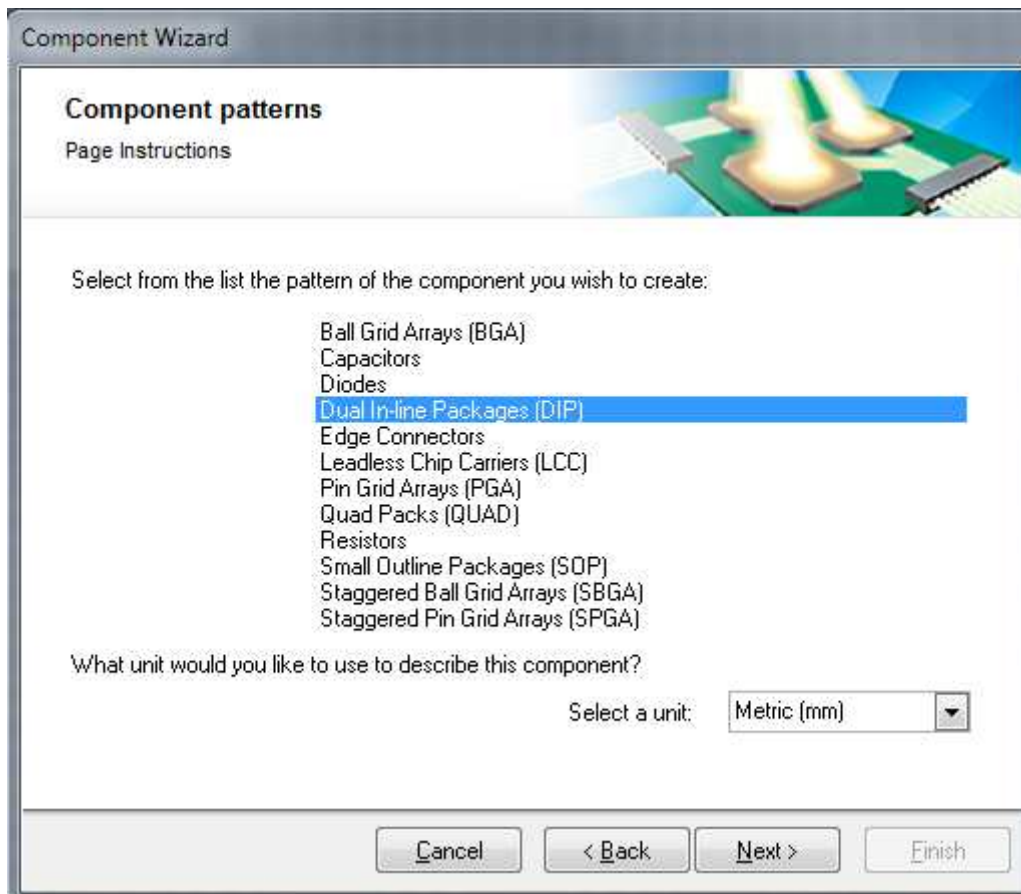 Component Wizard
Component patterns
Page Instructions
Select from the list the pattern of the component you wish to create:
Ball Grid Arrays (BGA)
Capacitors
Diodes
Dual In-line Packages (DIP)
Edge Connectors
Leadless Chip Carriers (LCC)
Pin Grid Arrays (PGA)
Quad Packs (QUAD)
Resistors
Small Outline Packages (SOP)
Staggered Ball Grid Arrays (SBGA)
Staggered Pin Grid Arrays (SPGA)
What unit would you like to use to describe this component?
Select a unit: Metric (mm)
Cancel < Back Next > Finish